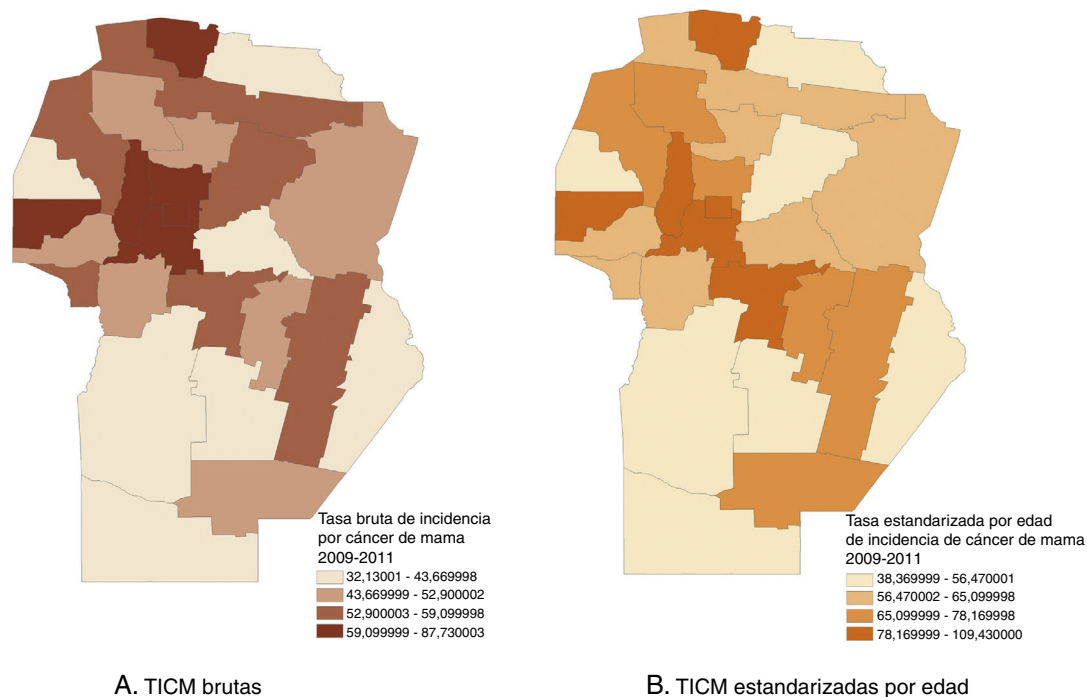 Tasa bruta de incidencia
por cáncer de mama
2009-2011
32,13001 - 43,669998
43,669999 - 52,900002
52,900003 - 59,099998
59,099999 - 87,730003
A. TICM brutas
Tasa estandarizada por edad
de incidencia de cáncer de mama
2009-2011
38,369999 - 56,470001
56,470002 - 65,099998
65,099999 - 78,169998
78,169999 - 109,430000
B. TICM estandarizadas por edad